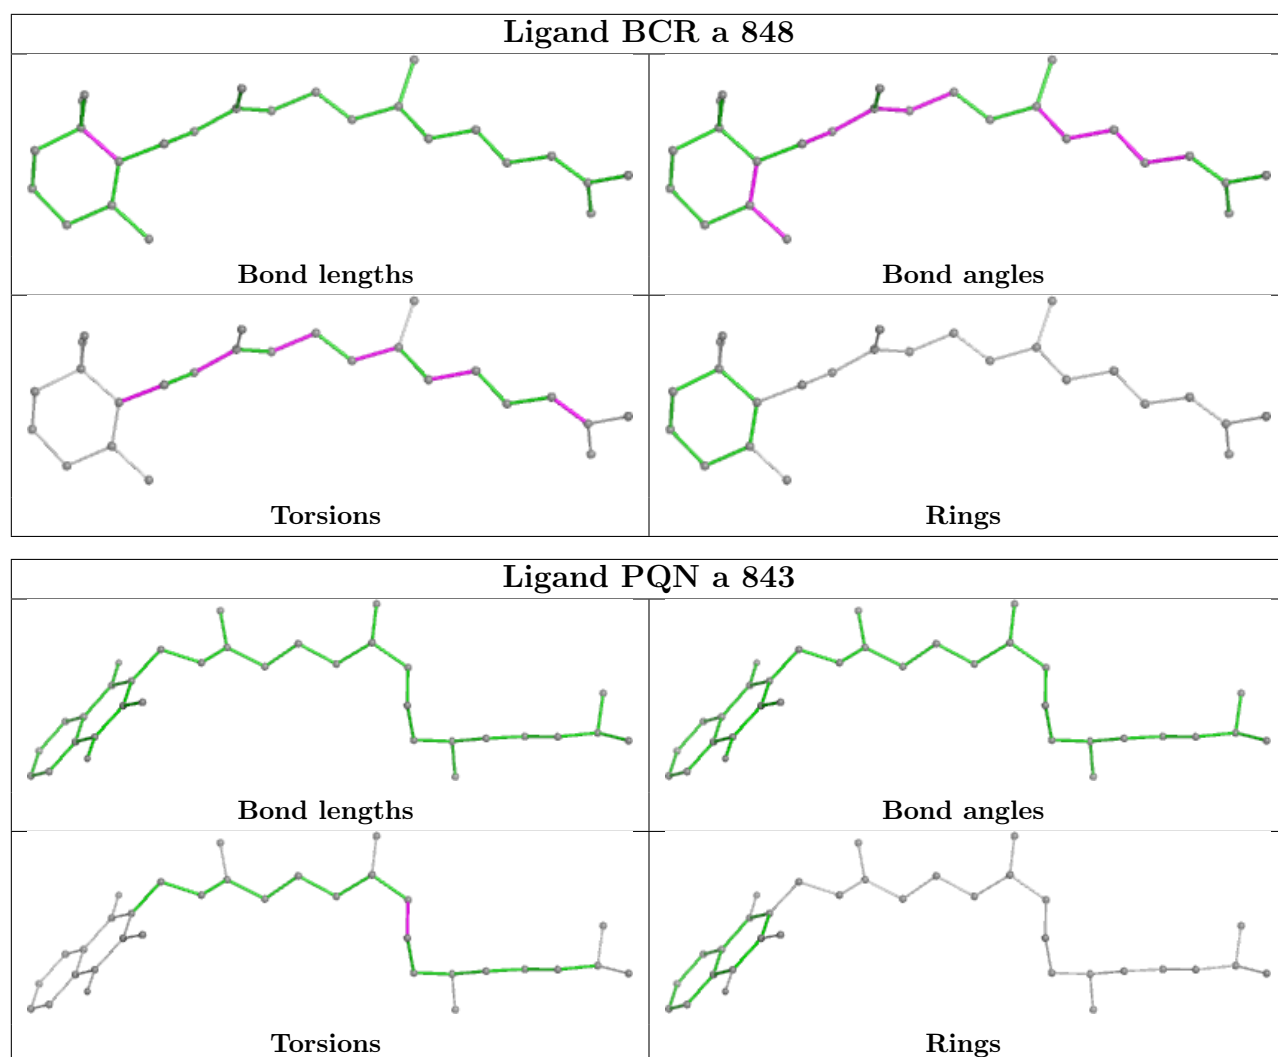 Ligand BCR a 848
Bond lengths
Bond angles
Torsions
Rings
Ligand PQN a 843
Bond lengths
Bond angles
Torsions
Rings